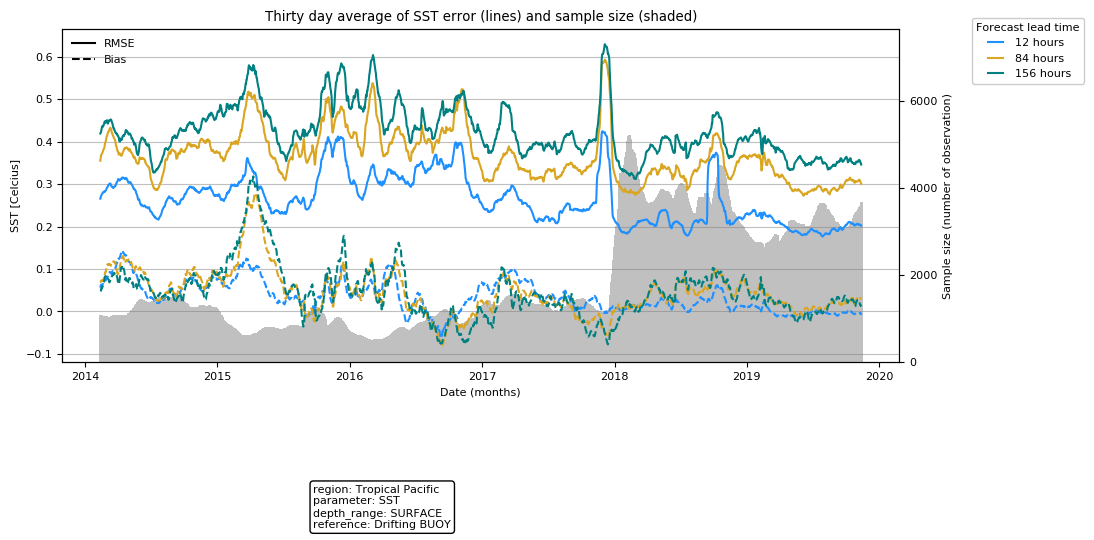 Thirty day average of SST error (lines) and sample size (shaded)
RMSE
Bias
Forecast lead time
12 hours
84 hours
156 hours
SST [Celcius]
0.6
0.5
0.4
0.3
0.2
0.1
0.0
−0.1
Sample size (number of observation)
6000
4000
2000
0
2014
2015
2016
2017
2018
2019
2020
Date (months)
region: Tropical Pacific
parameter: SST
depth_range: SURFACE
reference: Drifting BUOY